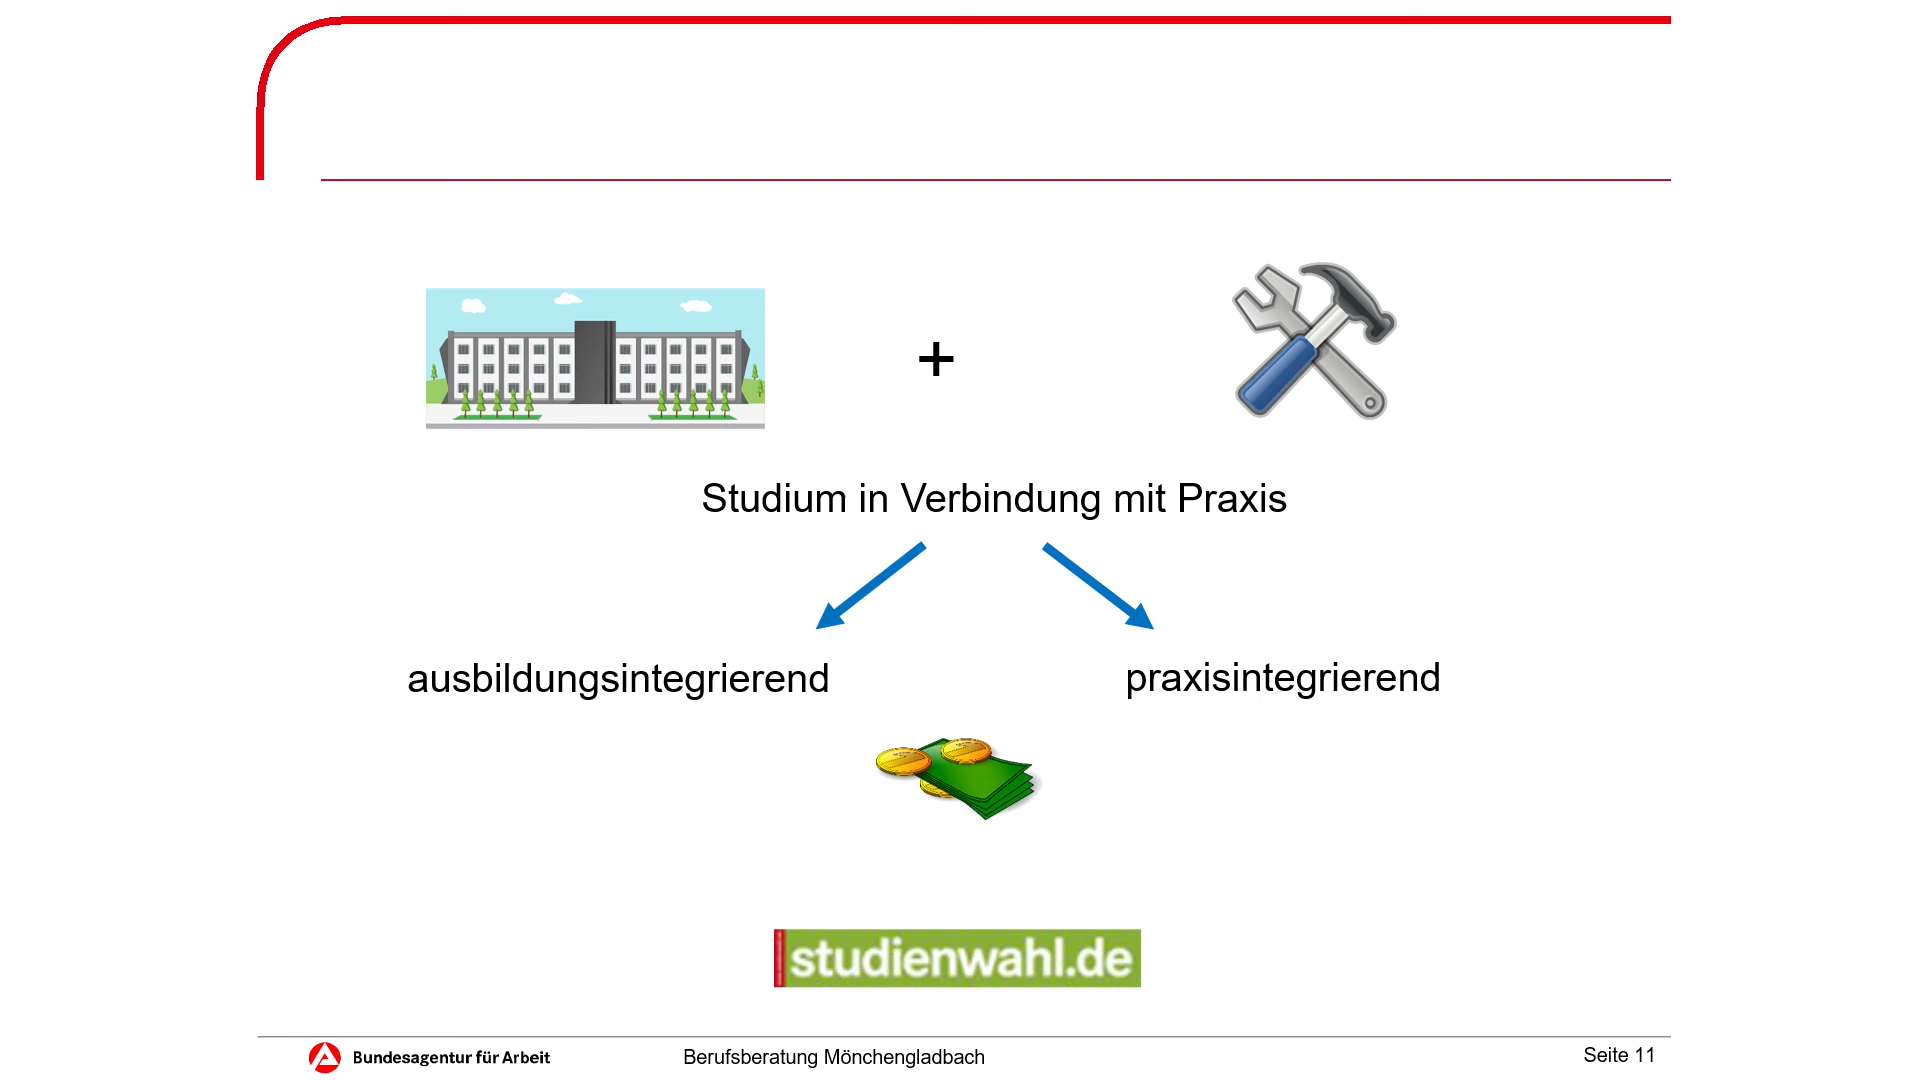 +
Studium in Verbindung mit Praxis
ausbildungsintegrierend
praxisintegrierend
studienwahl.de
Bundesagentur für Arbeit
Berufsberatung Mönchengladbach
Seite 11